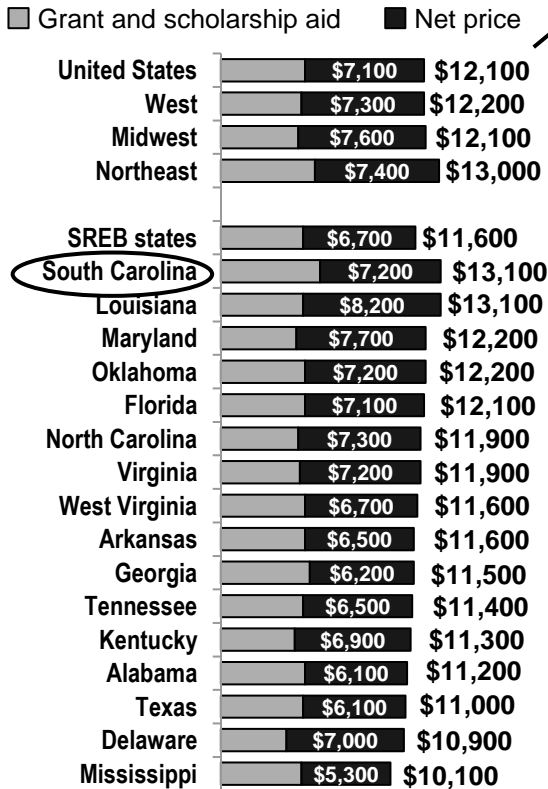 Grant and scholarship aid Net price
United States $7,100 $12,100
West $7,300 $12,200
Midwest $7,600 $12,100
Northeast $7,400 $13,000
SREB states $6,700 $11,600
South Carolina $7,200 $13,100
Louisiana $8,200 $13,100
Maryland $7,700 $12,200
Oklahoma $7,200 $12,200
Florida $7,100 $12,100
North Carolina $7,300 $11,900
Virginia $7,200 $11,900
West Virginia $6,700 $11,600
Arkansas $6,500 $11,600
Georgia $6,200 $11,500
Tennessee $6,500 $11,400
Kentucky $6,900 $11,300
Alabama $6,100 $11,200
Texas $6,100 $11,000
Delaware $7,000 $10,900
Mississippi $5,300 $10,100